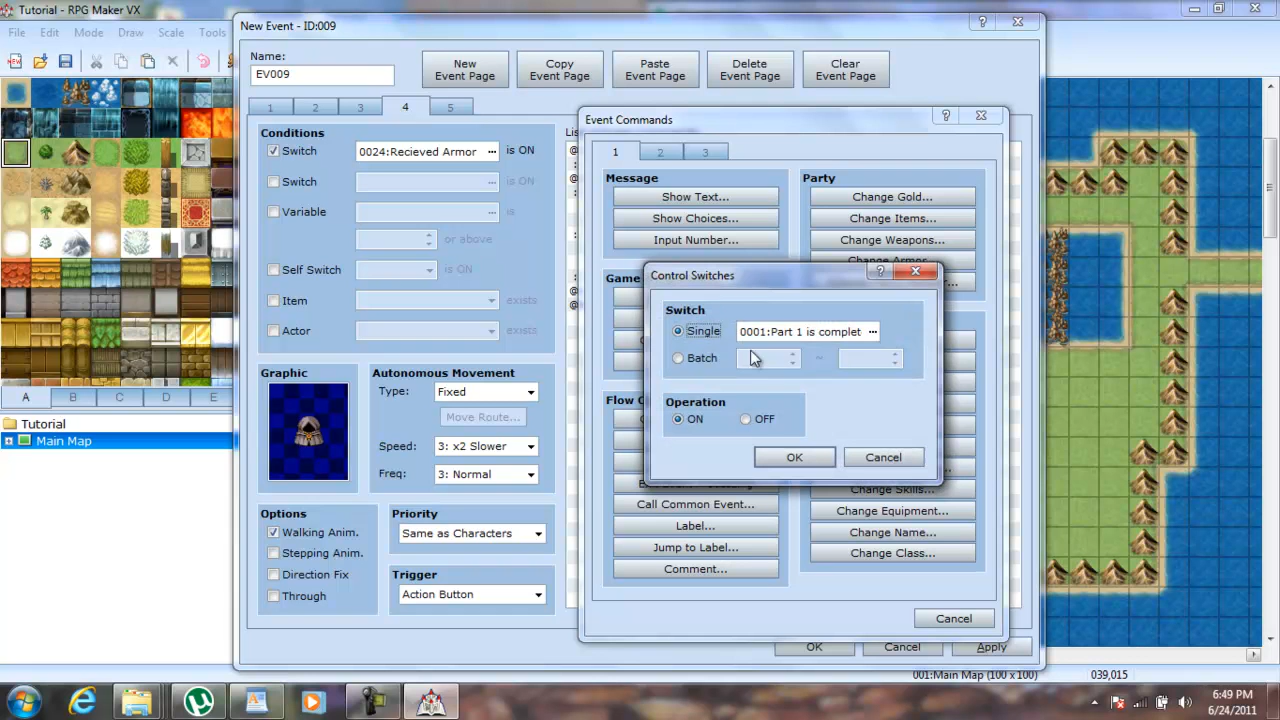 Tutorial - RPG Maker VX
File Edit Mode Draw Scale Tools
New Event - ID:009
Name:
EV009
New Event Page
Copy Event Page
Paste Event Page
Delete Event Page
Clear Event Page
1 2 3 4 5
Conditions
Switch 0024:Recieved Armor ... is ON
Switch ... is ON
Variable ... is
or above
Self Switch is ON
Item exists
Actor exists
Graphic
Autonomous Movement
Type: Fixed
Move Route...
Speed: 3: x2 Slower
Freq: 3: Normal
Options
Walking Anim.
Stepping Anim.
Direction Fix
Through
Priority
Same as Characters
Trigger
Action Button
OK Cancel Apply
Event Commands
1 2 3
Message
Show Text...
Show Choices...
Input Number...
Party
Change Gold...
Change Items...
Change Weapons...
Change Armor...
Game
Flow C
Call Common Event...
Label...
Jump to Label...
Comment...
Change Skills...
Change Equipment...
Change Name...
Change Class...
Cancel
Control Switches
Switch
Single 0001:Part 1 is complet ...
Batch ~
Operation
ON OFF
OK Cancel
A B C D E
Tutorial
Main Map
001:Main Map (100 x 100) 039,015
6:49 PM
6/24/2011